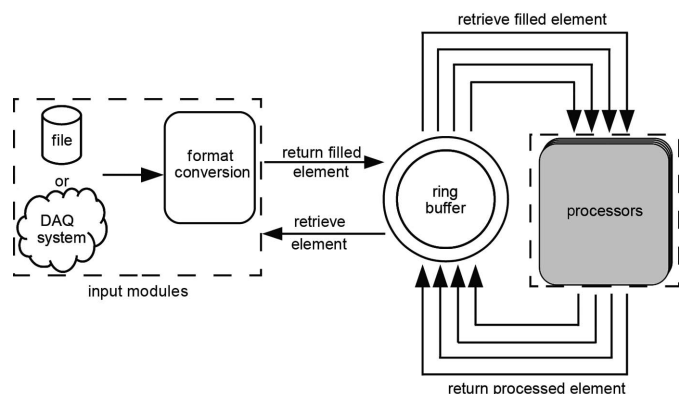 retrieve filled element
file
or
DAQ
system
format
conversion
input modules
return filled
element
retrieve
element
ring
buffer
processors
return processed element